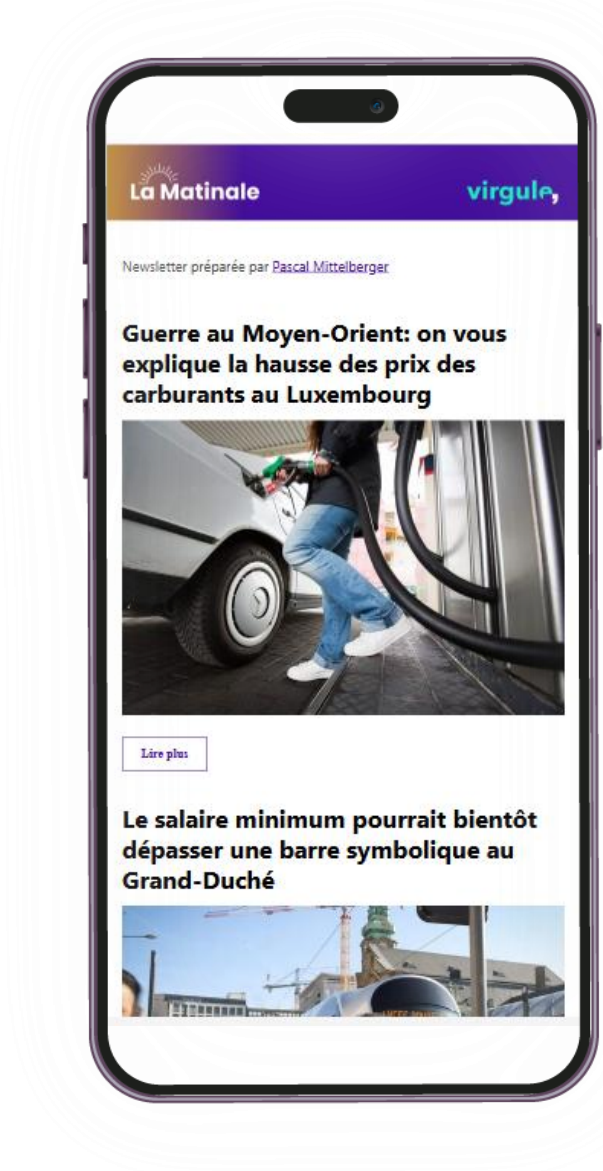 La Matinale
virgule,
Newsletter préparée par Pascal Mittelberger
Guerre au Moyen-Orient: on vous
explique la hausse des prix des
carburants au Luxembourg
Lire plus
Le salaire minimum pourrait bientôt
dépasser une barre symbolique au
Grand-Duché